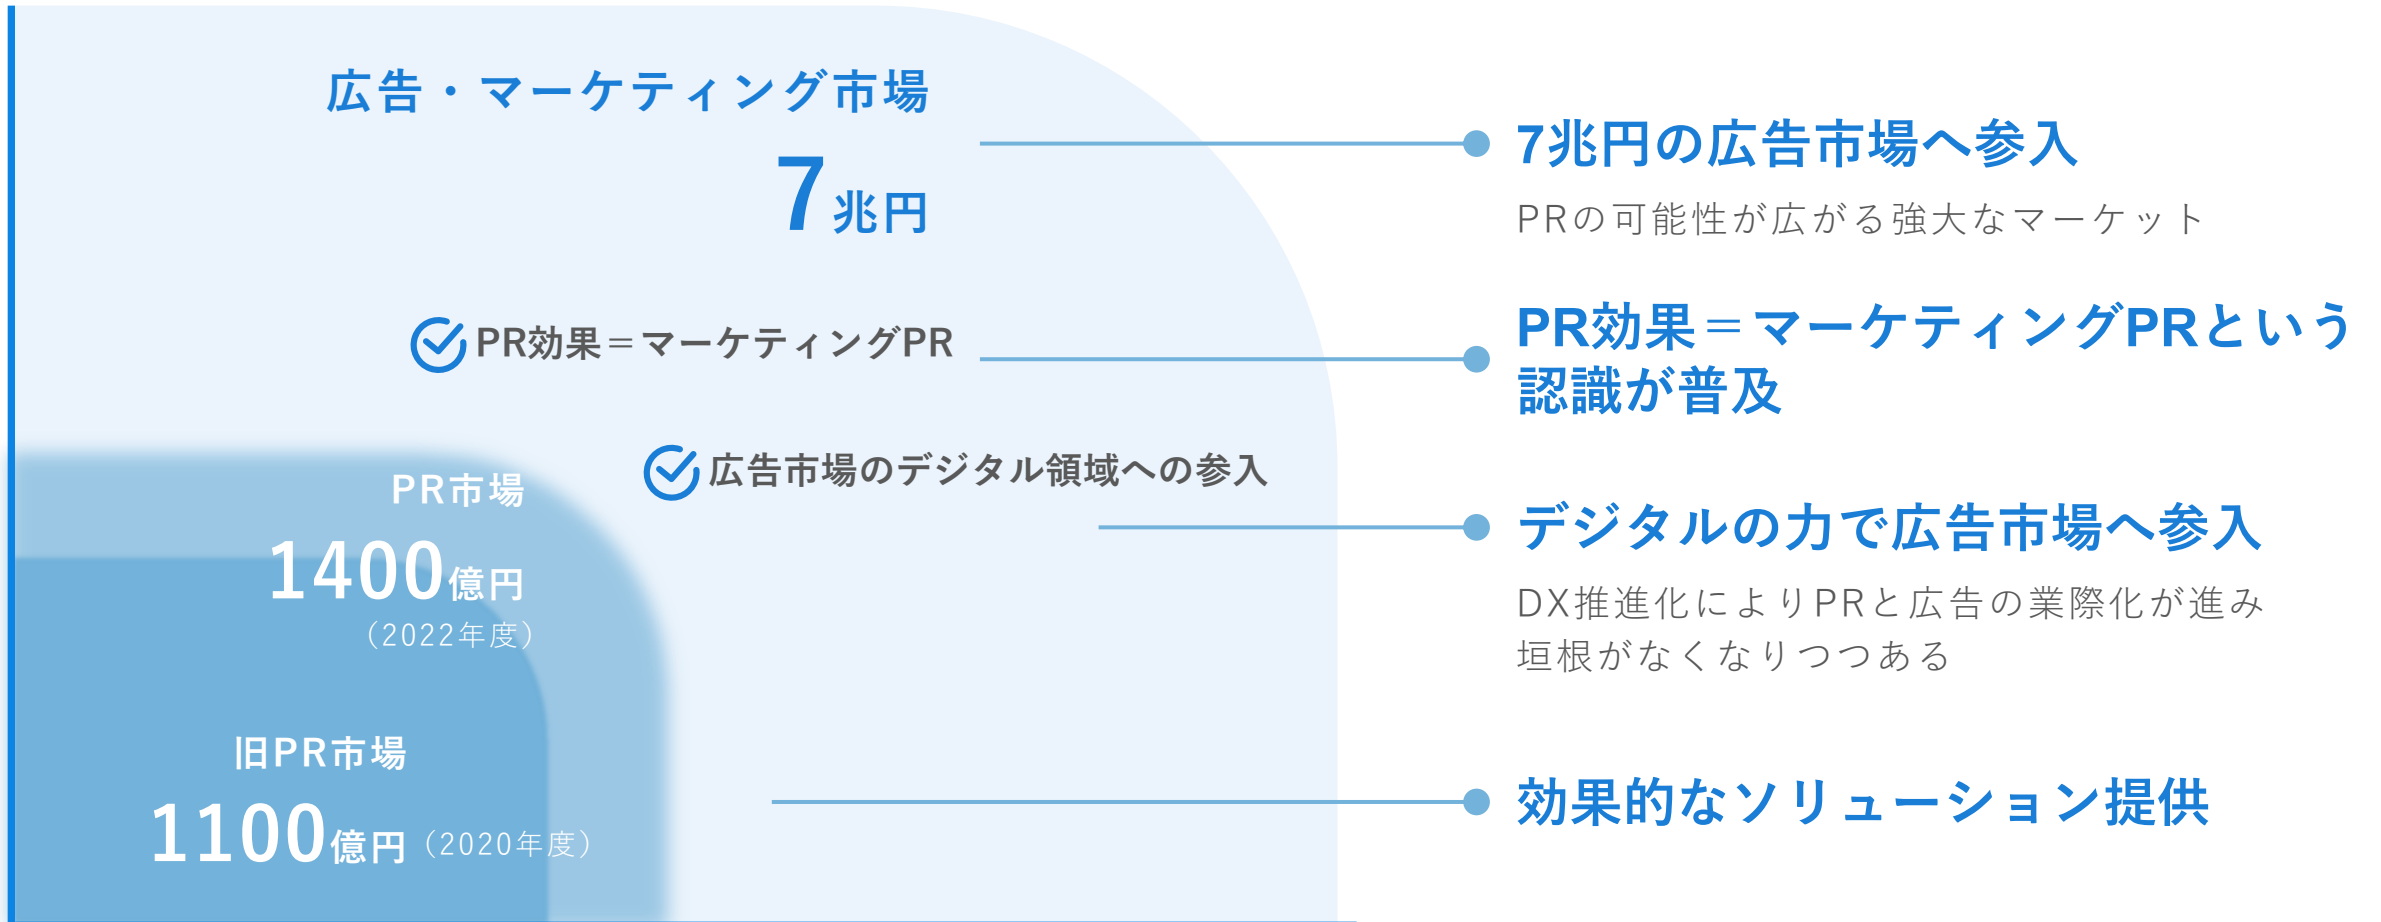 広告・マーケティング市場
7兆円
PR効果＝マーケティングPR
広告市場のデジタル領域への参入
PR市場
1400億円
（2022年度）
旧PR市場
1100億円（2020年度）
7兆円の広告市場へ参入
PRの可能性が広がる強大なマーケット
PR効果＝マーケティングPRという
認識が普及
デジタルの力で広告市場へ参入
DX推進化によりPRと広告の業際化が進み
垣根がなくなりつつある
効果的なソリューション提供